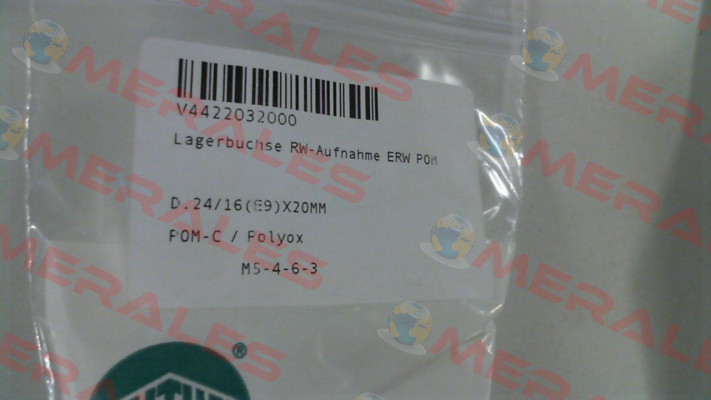 V4422032000
Lagerbuchse RW-Aufnahme ERW POM
D.24/16(E9)X20MM
POM-C / Polyox
M5-4-6-3
®
MERALES
MERALES
MERALES
MERALES
MERALES
MERALES